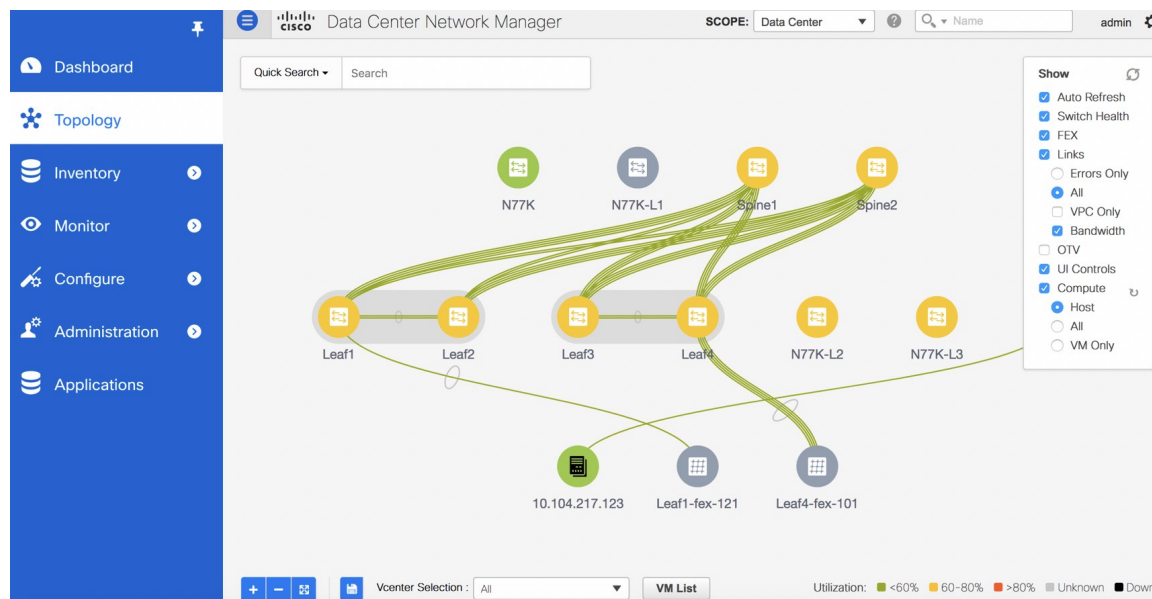 CISCO Data Center Network Manager
SCOPE: Data Center
Name
admin
Dashboard
Topology
Inventory
Monitor
Configure
Administration
Applications
Quick Search
Search
Show
Auto Refresh
Switch Health
FEX
Links
Errors Only
All
VPC Only
Bandwidth
OTV
UI Controls
Compute
Host
All
VM Only
N77K
N77K-L1
Spine1
Spine2
Leaf1
Leaf2
Leaf3
Leaf4
N77K-L2
N77K-L3
10.104.217.123
Leaf1-fex-121
Leaf4-fex-101
Vcenter Selection : All
VM List
Utilization: <60% 60-80% >80% Unknown Down